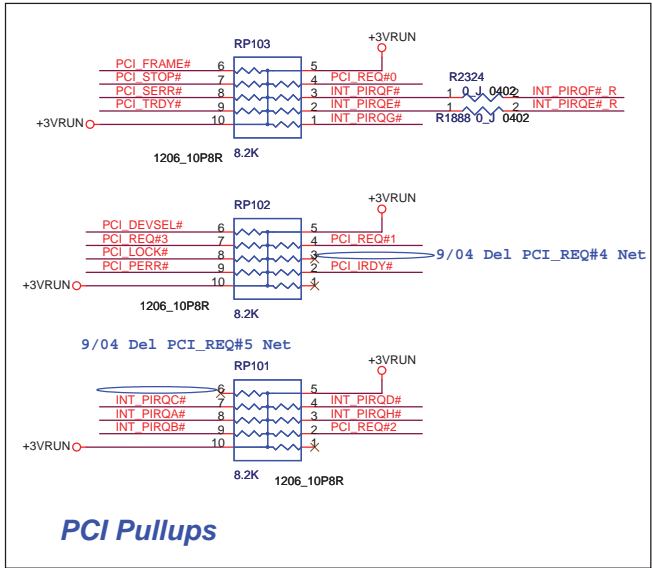 +3VRUN
RP103
PCI_FRAME# 6 5
PCI_STOP# 7 4 PCI_REQ#0
PCI_SERR# 8 3 INT_PIRQF# 1 0_J_0402 2 INT_PIRQF#_R
R2324
PCI_TRDY# 9 2 INT_PIRQE# 1 2 INT_PIRQE#_R
+3VRUN 10 1 INT_PIRQG# R1888 0_J 0402
1206_10P8R 8.2K
+3VRUN
RP102
PCI_DEVSEL# 6 5
PCI_REQ#3 7 4 PCI_REQ#1
PCI_LOCK# 8 3 9/04 Del PCI_REQ#4 Net
PCI_PERR# 9 2 PCI_IRDY#
+3VRUN 10 1
1206_10P8R 8.2K
9/04 Del PCI_REQ#5 Net
+3VRUN
RP101
6 5
INT_PIRQC# 7 4 INT_PIRQD#
INT_PIRQA# 8 3 INT_PIRQH#
INT_PIRQB# 9 2 PCI_REQ#2
+3VRUN 10 1
8.2K 1206_10P8R
PCI Pullups